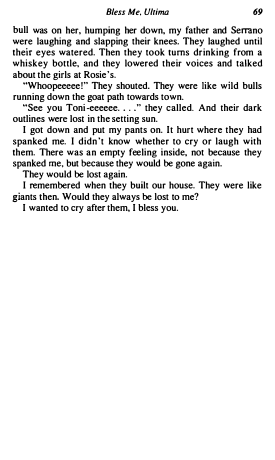 Bless Me, Ultima 69
bull was on her, humping her down, my father and Serrano
were laughing and slapping their knees. They laughed until
their eyes watered. Then they took turns drinking from a
whiskey bottle, and they lowered their voices and talked
about the girls at Rosie's.
"Whoopeeeee!" They shouted. They were like wild bulls
running down the goat path towards town.
"See you Toni-eeeeee. . . ." they called. And their dark
outlines were lost in the setting sun.
I got down and put my pants on. It hurt where they had
spanked me. I didn't know whether to cry or laugh with
them. There was an empty feeling inside, not because they
spanked me, but because they would be gone again.
They would be lost again.
I remembered when they built our house. They were like
giants then. Would they always be lost to me?
I wanted to cry after them, I bless you.